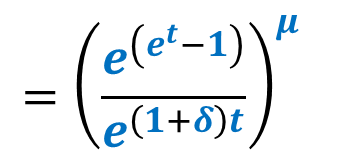 = (e^(e^t − 1) / e^(1+δ)t)^μ